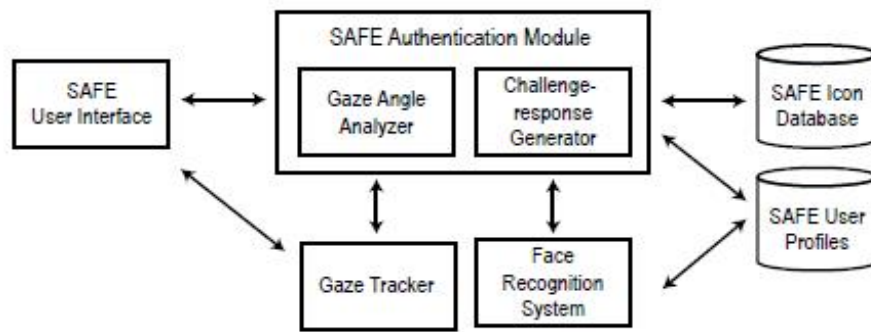 SAFE Authentication Module
SAFE
User Interface
Gaze Angle
Analyzer
Challenge-
response
Generator
SAFE Icon
Database
SAFE User
Profiles
Gaze Tracker
Face
Recognition
System